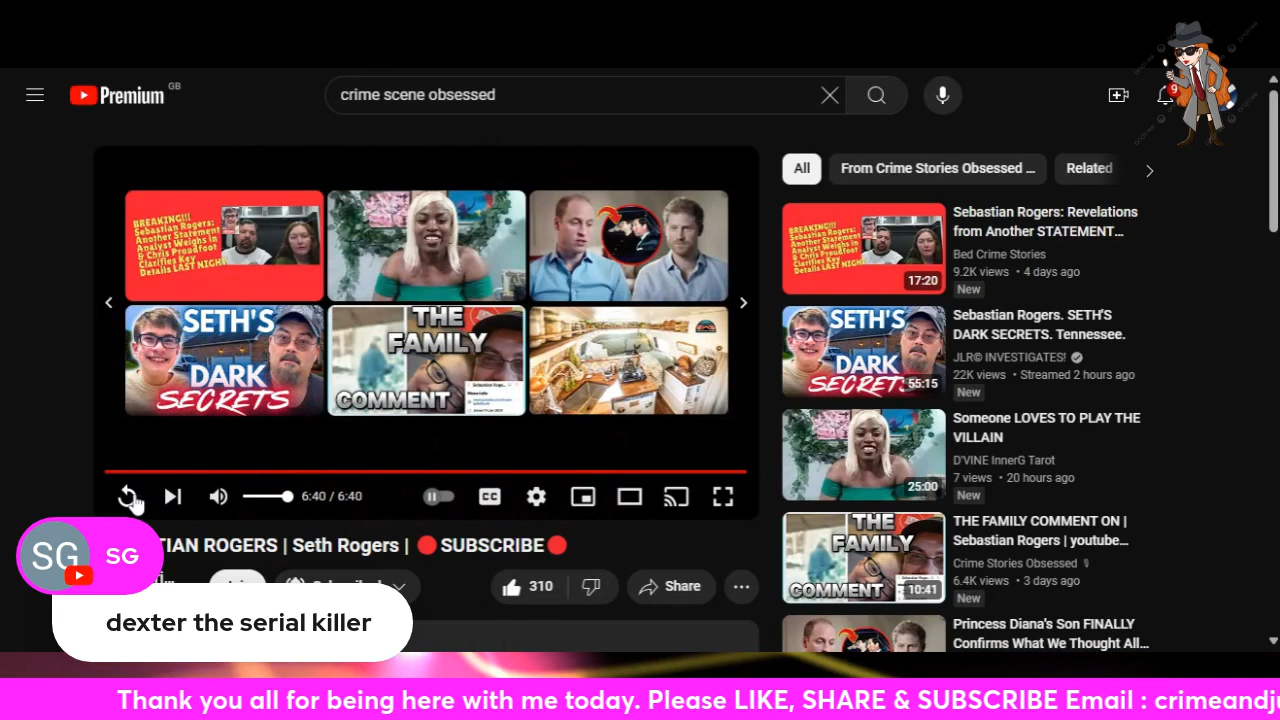 Premium GB
crime scene obsessed
9
BREAKING!!!
Sebastian Rogers:
Another Statement
Analyst Weighs In
& Chris Proudfoot
Clarifies Key
Details LAST NIGHT
SETH'S
DARK
SECRETS
THE
FAMILY
COMMENT
6:40 / 6:40
CC
TIAN ROGERS | Seth Rogers | 🔴SUBSCRIBE🔴
310
Share
SG SG
dexter the serial killer
All From Crime Stories Obsessed ... Related
17:20
Sebastian Rogers: Revelations
from Another STATEMENT...
Bed Crime Stories
9.2K views • 4 days ago
New
SETH'S
DARK
55:15
Sebastian Rogers. SETH'S
DARK SECRETS. Tennessee.
JLR© INVESTIGATES!
22K views • Streamed 2 hours ago
New
25:00
Someone LOVES TO PLAY THE
VILLAIN
D'VINE InnerG Tarot
7 views • 20 hours ago
New
THE
FAMILY
COMMENT
10:41
THE FAMILY COMMENT ON |
Sebastian Rogers | youtube...
Crime Stories Obsessed
6.4K views • 3 days ago
New
Princess Diana's Son FINALLY
Confirms What We Thought All...
Thank you all for being here with me today. Please LIKE, SHARE & SUBSCRIBE Email : crimeandju